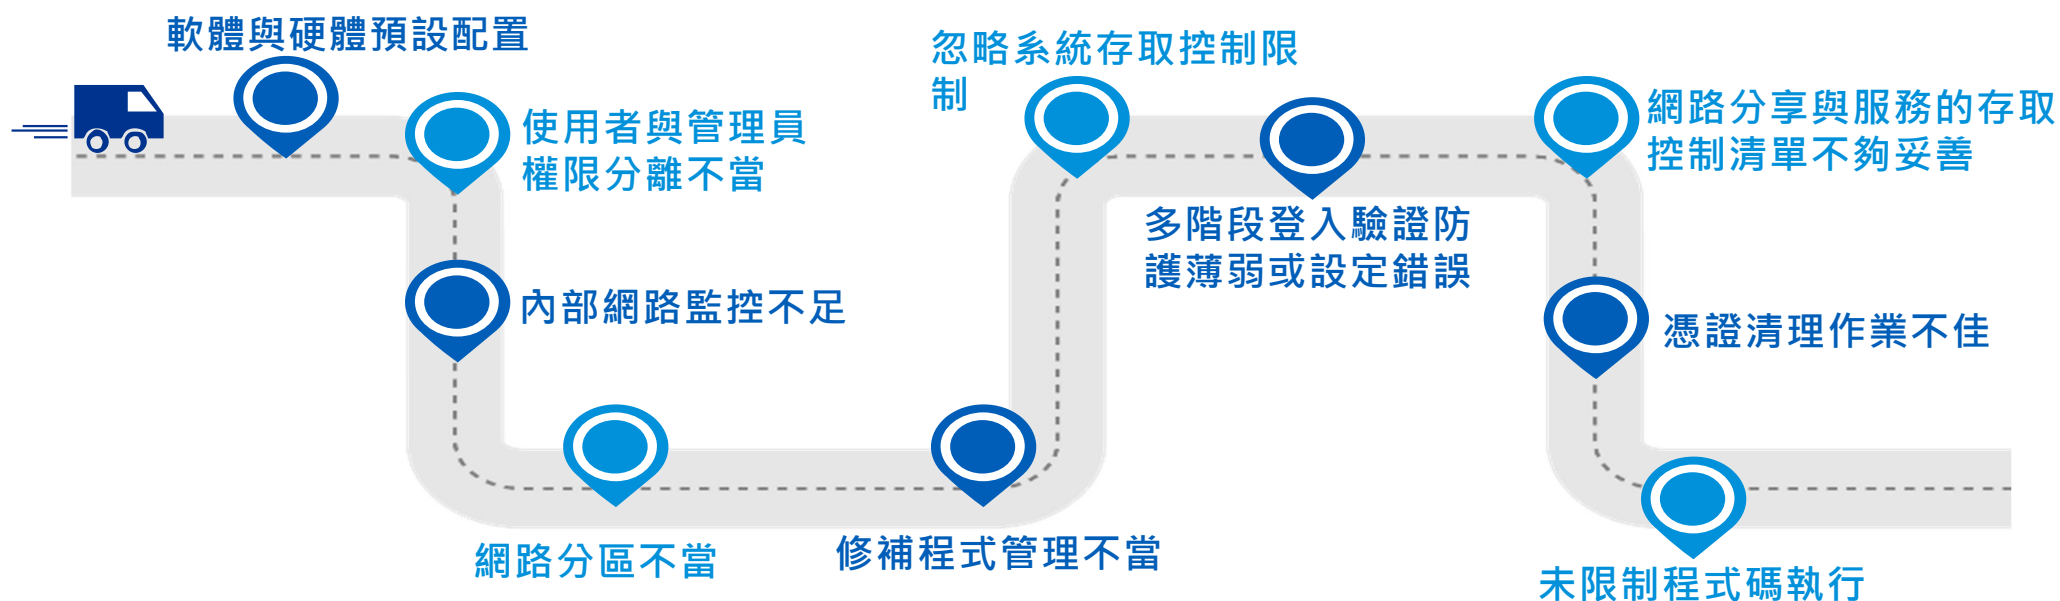 軟體與硬體預設配置
使用者與管理員
權限分離不當
內部網路監控不足
網路分區不當
修補程式管理不當
忽略系統存取控制限
制
多階段登入驗證防
護薄弱或設定錯誤
網路分享與服務的存取
控制清單不夠妥善
憑證清理作業不佳
未限制程式碼執行